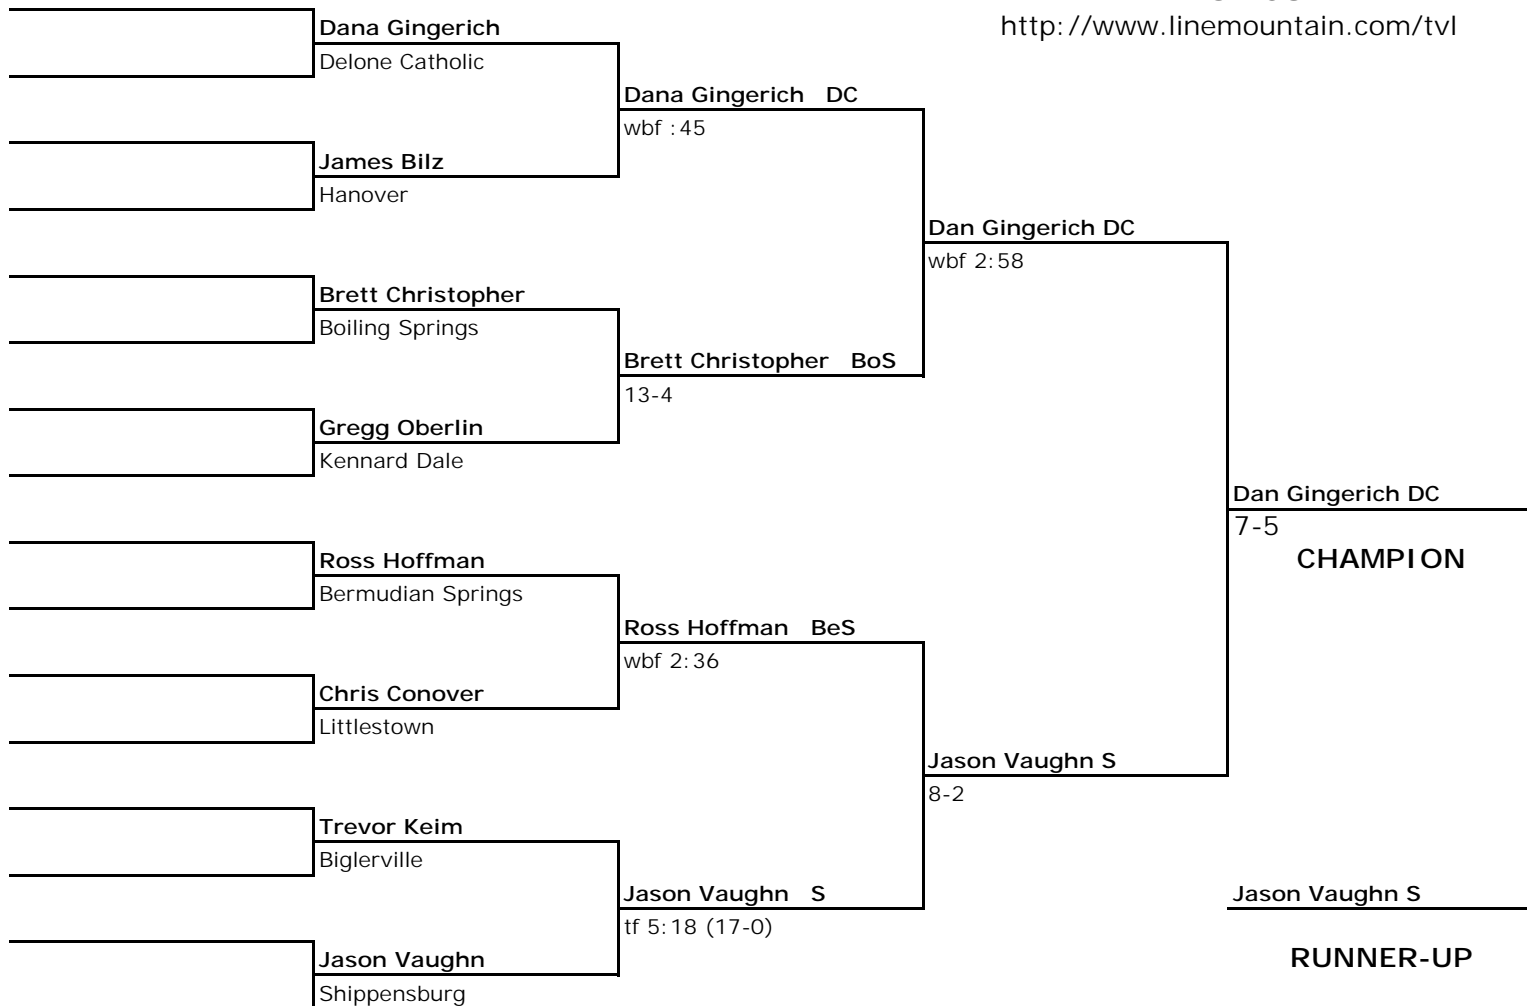 http://www.linemountain.com/tvl
Dana Gingerich
Delone Catholic
Dana Gingerich DC
wbf :45
James Bilz
Hanover
Dan Gingerich DC
wbf 2:58
Brett Christopher
Boiling Springs
Brett Christopher BoS
13-4
Gregg Oberlin
Kennard Dale
Dan Gingerich DC
7-5
CHAMPION
Ross Hoffman
Bermudian Springs
Ross Hoffman BeS
wbf 2:36
Chris Conover
Littlestown
Jason Vaughn S
8-2
Trevor Keim
Biglerville
Jason Vaughn S
tf 5:18 (17-0)
Jason Vaughn S
RUNNER-UP
Jason Vaughn
Shippensburg